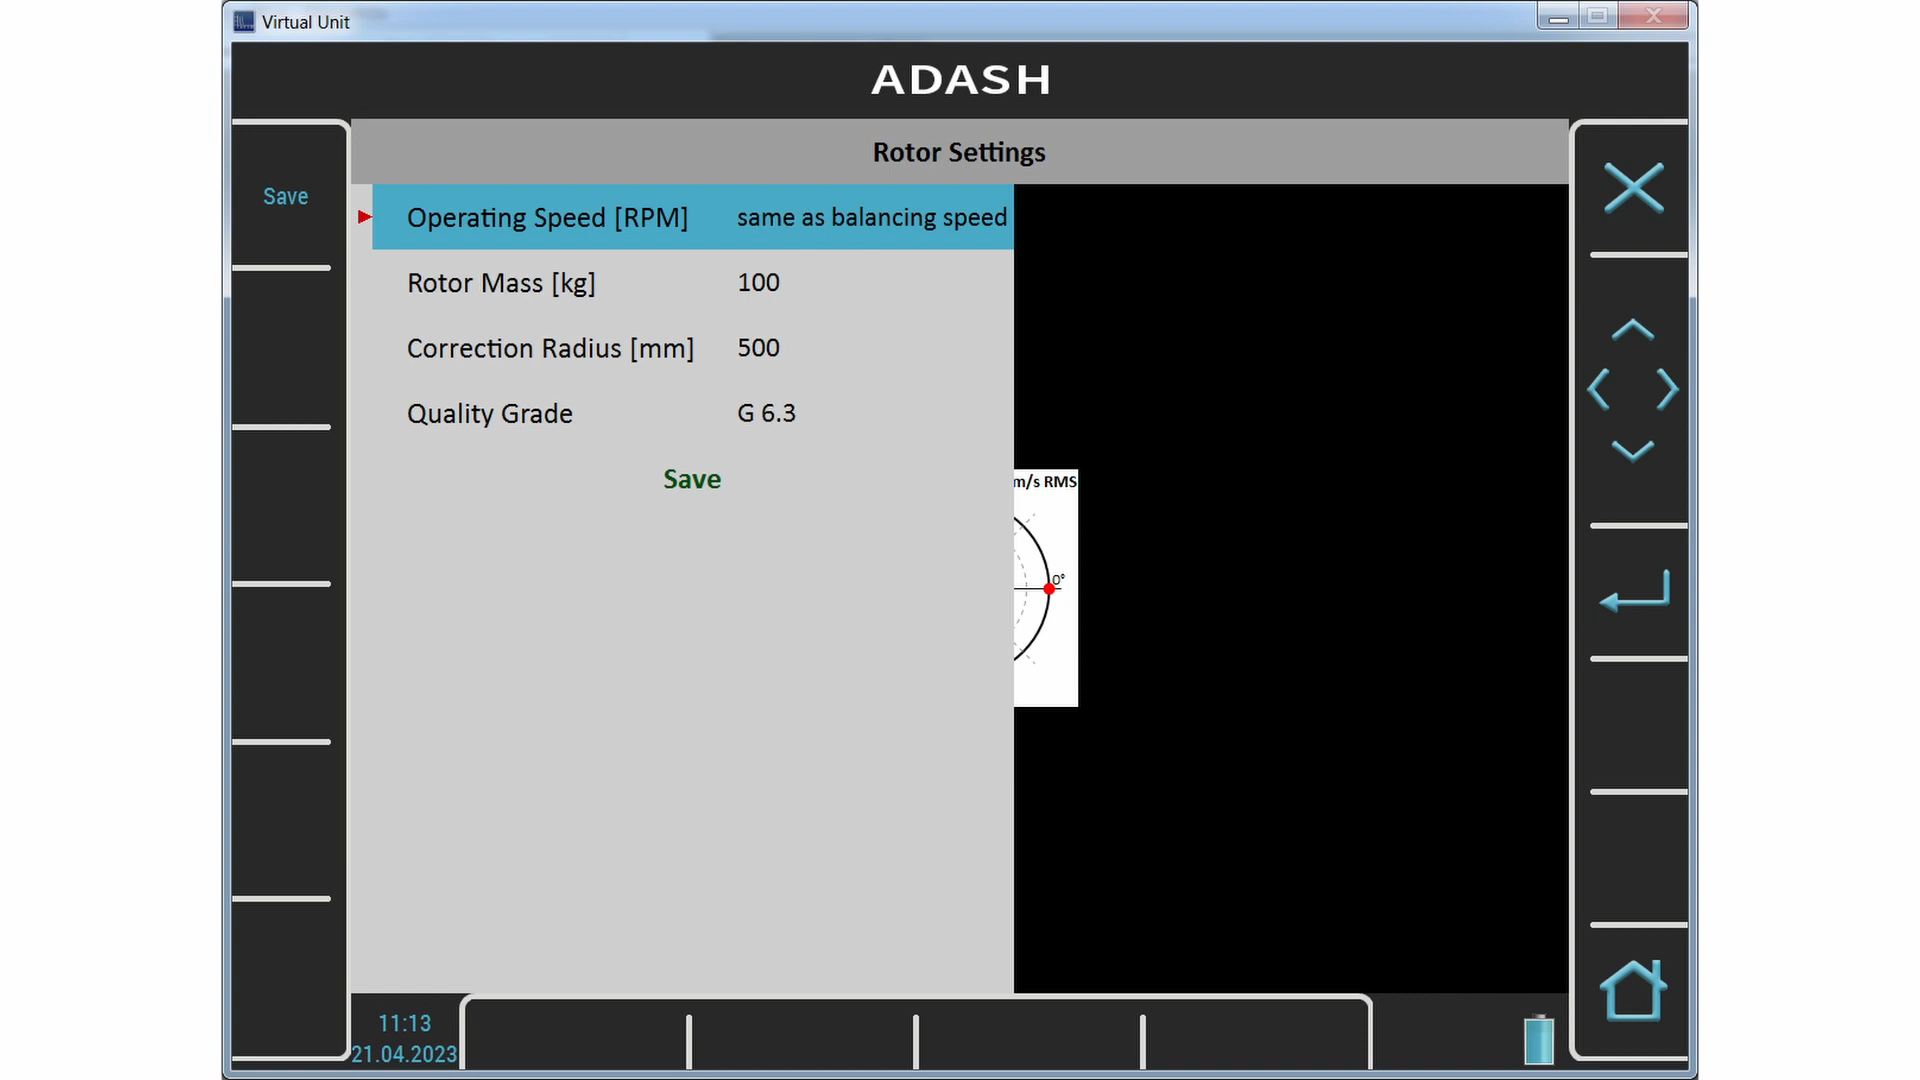 Virtual Unit
ADASH
Rotor Settings
Save
Operating Speed [RPM] same as balancing speed
Rotor Mass [kg] 100
Correction Radius [mm] 500
Quality Grade G 6.3
Save
m/s RMS
0°
11:13
21.04.2023